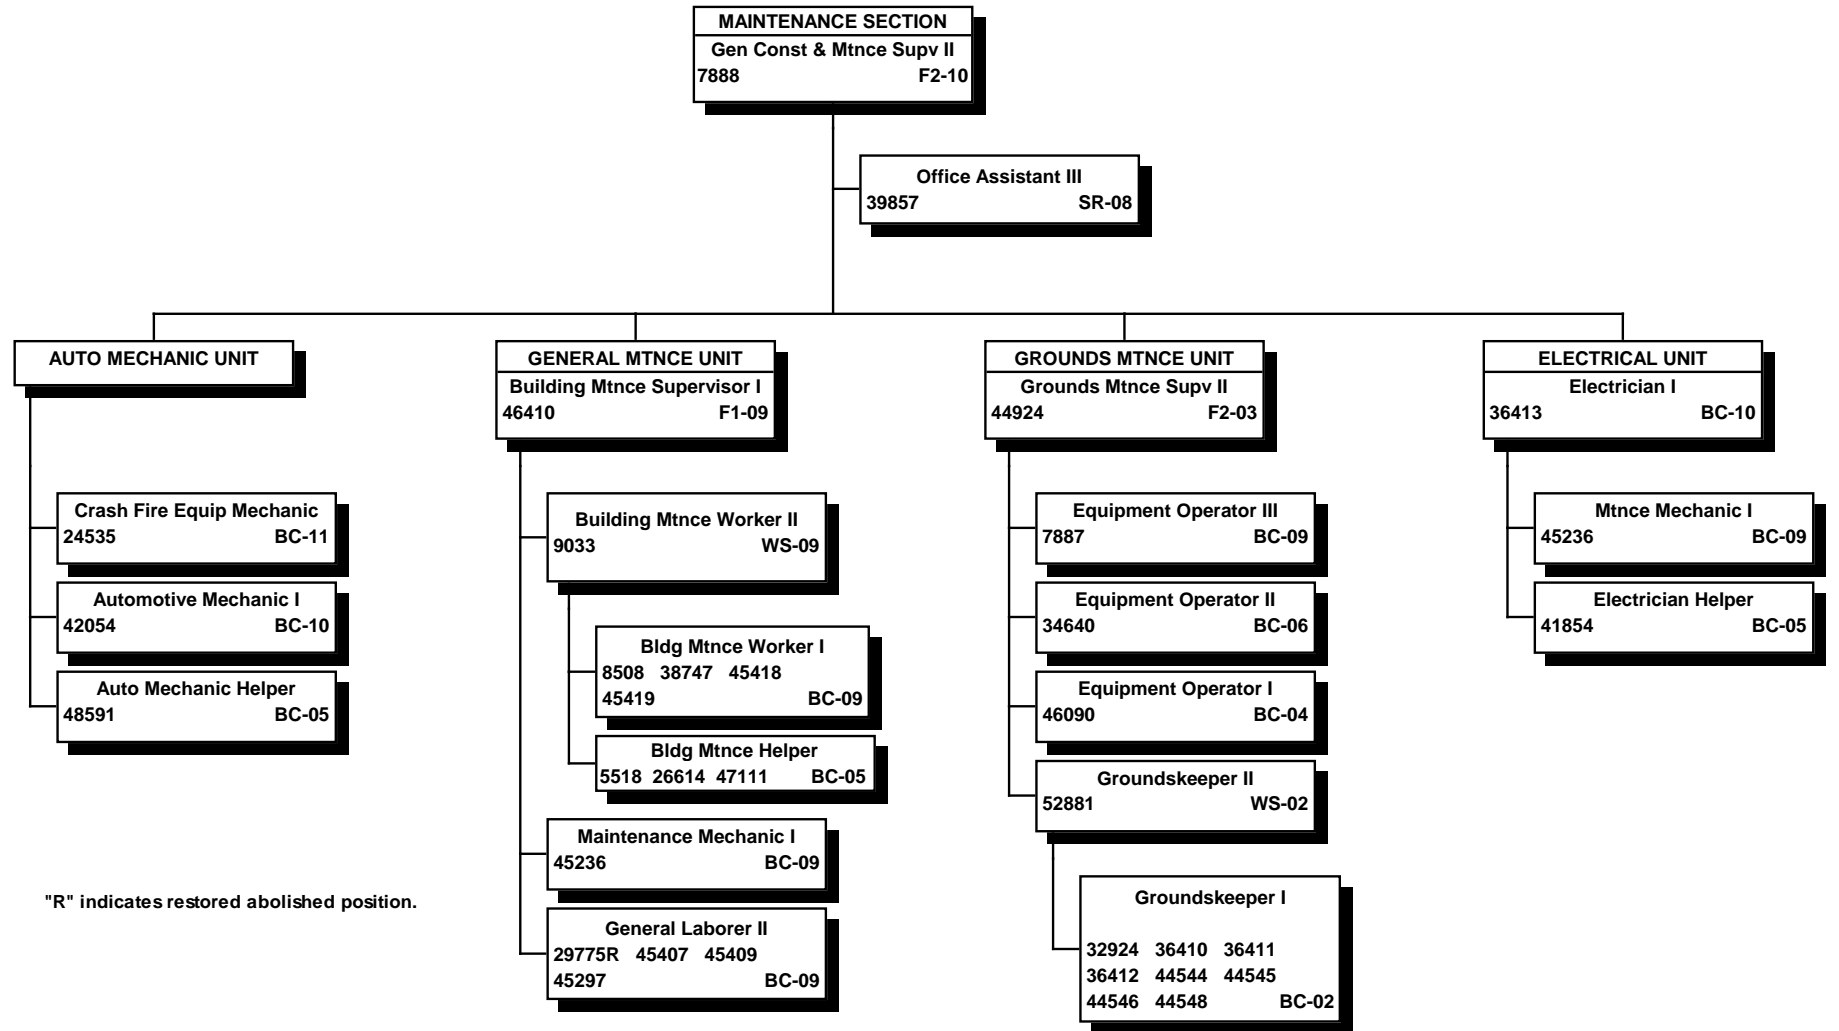 MAINTENANCE SECTION
Gen Const & Mtnce Supv II
7888 F2-10
Office Assistant III
39857 SR-08
AUTO MECHANIC UNIT
Crash Fire Equip Mechanic
24535 BC-11
Automotive Mechanic I
42054 BC-10
Auto Mechanic Helper
48591 BC-05
GENERAL MTNCE UNIT
Building Mtnce Supervisor I
46410 F1-09
Building Mtnce Worker II
9033 WS-09
Bldg Mtnce Worker I
8508 38747 45418
45419 BC-09
Bldg Mtnce Helper
5518 26614 47111 BC-05
Maintenance Mechanic I
45236 BC-09
General Laborer II
29775R 45407 45409
45297 BC-09
GROUNDS MTNCE UNIT
Grounds Mtnce Supv II
44924 F2-03
Equipment Operator III
7887 BC-09
Equipment Operator II
34640 BC-06
Equipment Operator I
46090 BC-04
Groundskeeper II
52881 WS-02
Groundskeeper I
32924 36410 36411
36412 44544 44545
44546 44548 BC-02
ELECTRICAL UNIT
Electrician I
36413 BC-10
Mtnce Mechanic I
45236 BC-09
Electrician Helper
41854 BC-05
"R" indicates restored abolished position.